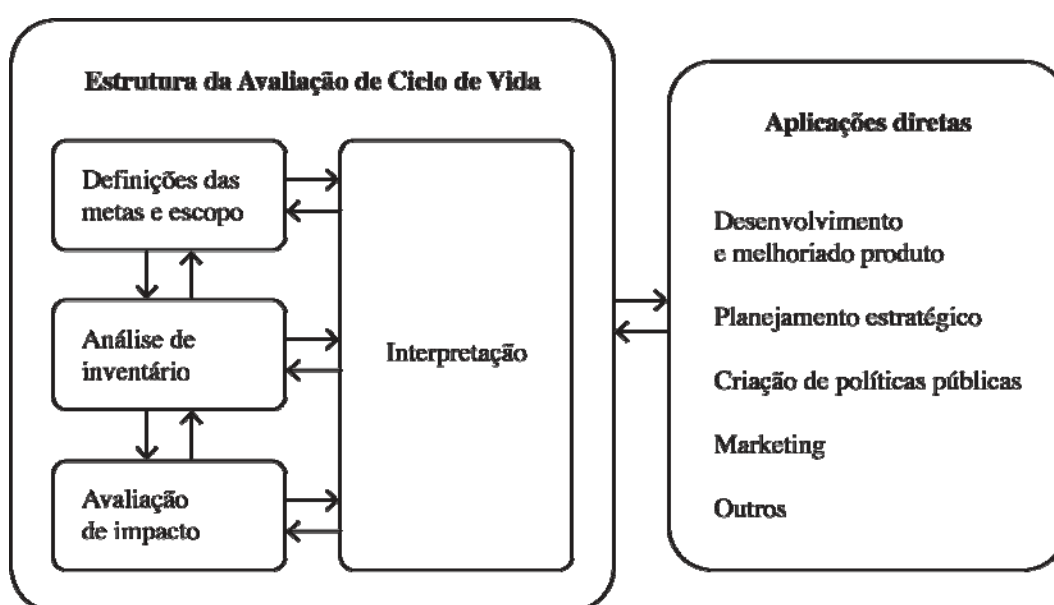 Estrutura da Avaliação de Ciclo de Vida
Definições das
metas e escopo
Análise de
inventário
Avaliação
de impacto
Interpretação
Aplicações diretas
Desenvolvimento
e melhoriado produto
Planejamento estratégico
Criação de políticas públicas
Marketing
Outros